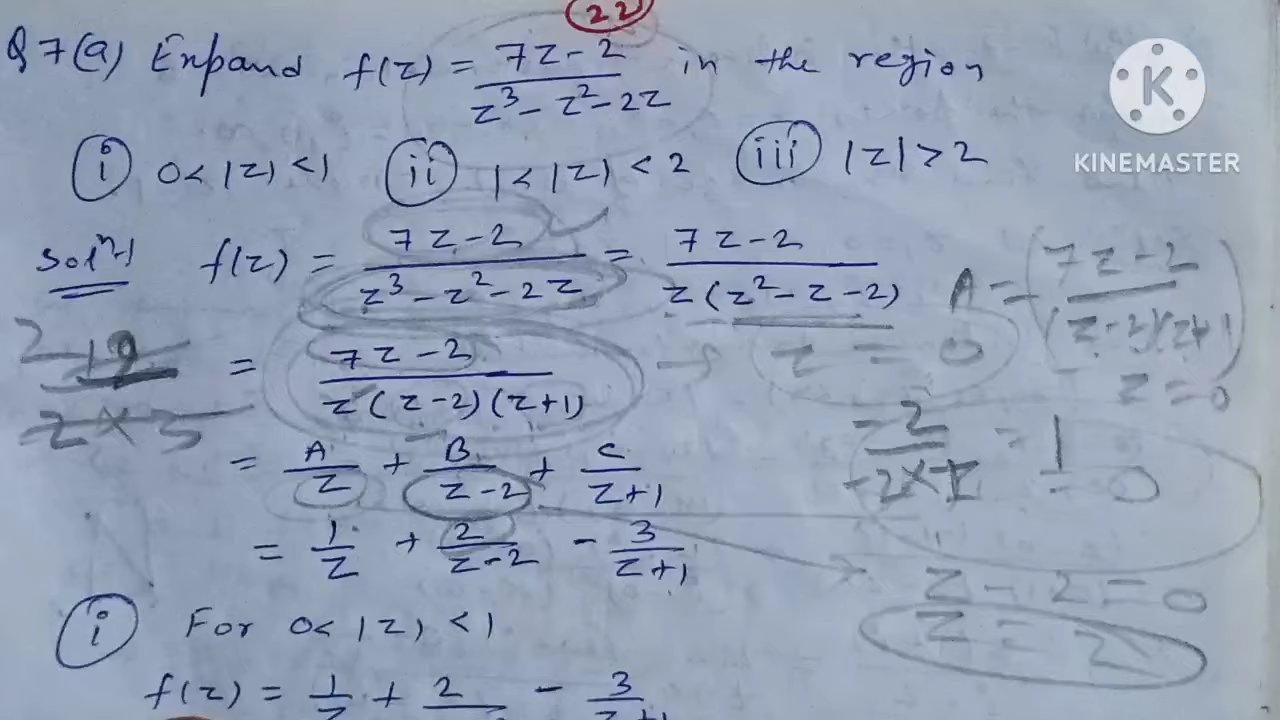 22
Q7(a) Expand f(z) = 7z-2 / z³-z²-2z in the region
(i) 0<|z|<1 (ii) 1<|z|<2 (iii) |z|>2
KINEMASTER
Solⁿ f(z) = 7z-2 / z³-z²-2z = 7z-2 / z(z²-z-2)
A = 7z-2 / (z-2)(z+1)
z = 0
z = 0
= 7z-2 / z(z-2)(z+1)
-2 / -2×1 = 1
= A/z + B/z-2 + C/z+1
= 1/z + 2/z-2 - 3/z+1
z-2=0
z=2
(i) For 0<|z|<1
f(z) = 1/z + 2 - 3/z+1